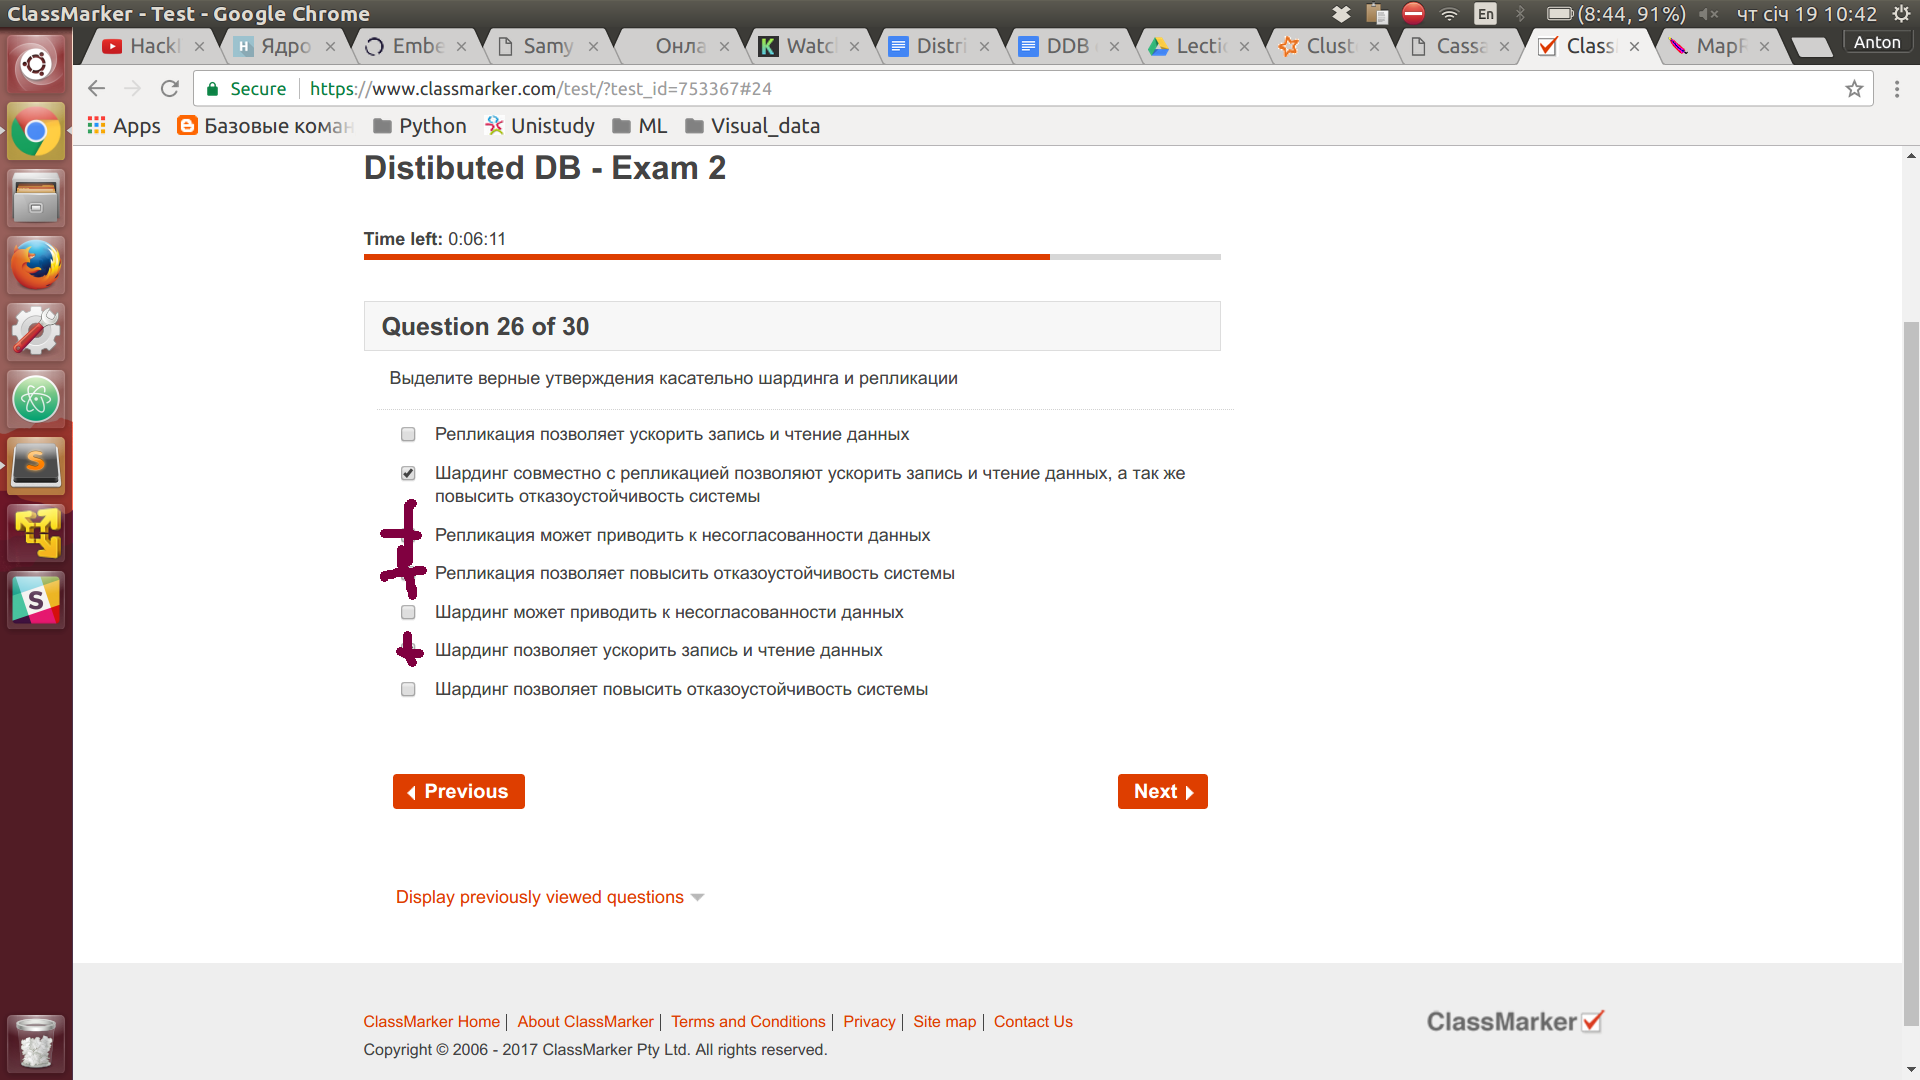 ClassMarker - Test - Google Chrome
En
(8:44, 91%)
чт січ 19 10:42
Hackl
Ядро
Embe
Samy
Онла
Watc
Distri
DDB
Lectio
Clust
Cassa
Class
MapR
Anton
Secure
https://www.classmarker.com/test/?test_id=753367#24
Apps
Базовые коман
Python
Unistudy
ML
Visual_data
Distibuted DB - Exam 2
Time left: 0:06:11
Question 26 of 30
Выделите верные утверждения касательно шардинга и репликации
Репликация позволяет ускорить запись и чтение данных
Шардинг совместно с репликацией позволяют ускорить запись и чтение данных, а так же
повысить отказоустойчивость системы
Репликация может приводить к несогласованности данных
Репликация позволяет повысить отказоустойчивость системы
Шардинг может приводить к несогласованности данных
Шардинг позволяет ускорить запись и чтение данных
Шардинг позволяет повысить отказоустойчивость системы
Previous
Next
Display previously viewed questions
ClassMarker Home | About ClassMarker | Terms and Conditions | Privacy | Site map | Contact Us
ClassMarker
Copyright © 2006 - 2017 ClassMarker Pty Ltd. All rights reserved.